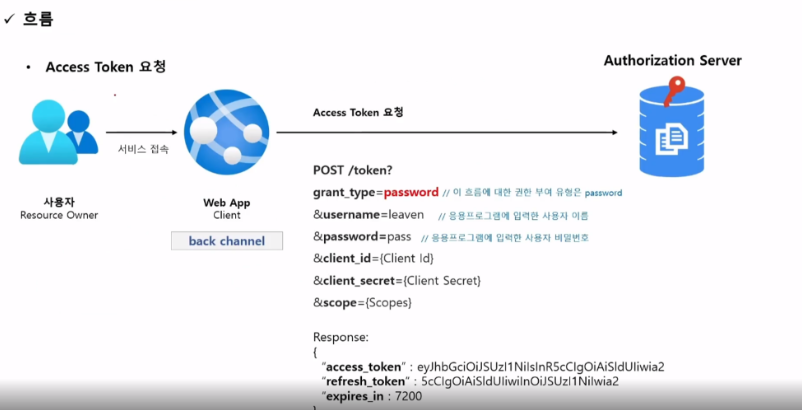 ✓ 흐름
• Access Token 요청
Authorization Server
Access Token 요청
서비스 접속
사용자
Resource Owner
Web App
Client
back channel
POST /token?
grant_type=password // 이 흐름에 대한 권한 부여 유형은 password
&username=leaven // 응용프로그램에 입력한 사용자 이름
&password=pass // 응용프로그램에 입력한 사용자 비밀번호
&client_id={Client Id}
&client_secret={Client Secret}
&scope={Scopes}
Response:
{
"access_token" : eyJhbGciOiJSUzI1NiIsInR5cCIgOiAiSldUIiwia2
"refresh_token" : 5cCIgOiAiSldUIiwiInOiJSUzI1NiIwia2
"expires_in : 7200